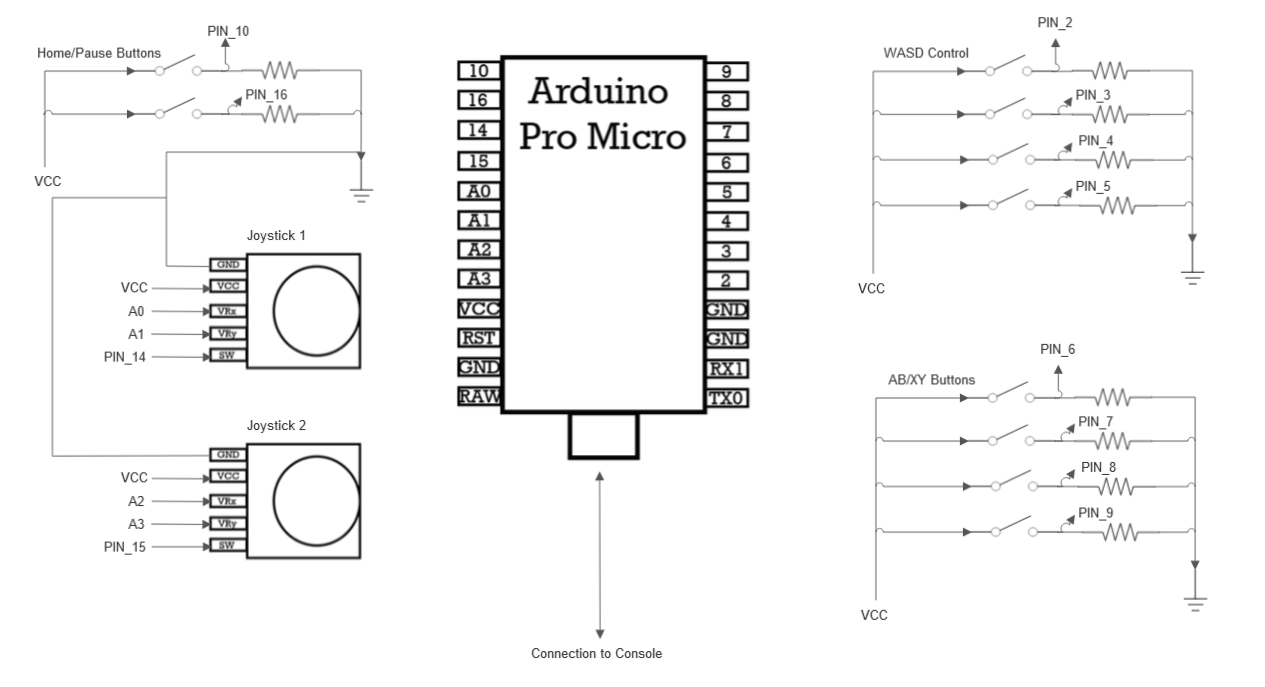 PIN_10
Home/Pause Buttons
PIN_16
VCC
Joystick 1
GND
VCC VCC
A0 VRx
A1 VRy
PIN_14 SW
Joystick 2
GND
VCC VCC
A2 VRx
A3 VRy
PIN_15 SW
Arduino
Pro Micro
10 9
16 8
14 7
15 6
A0 5
A1 4
A2 3
A3 2
VCC GND
RST GND
GND RX1
RAW TX0
Connection to Console
PIN_2
WASD Control
PIN_3
PIN_4
PIN_5
VCC
PIN_6
AB/XY Buttons
PIN_7
PIN_8
PIN_9
VCC